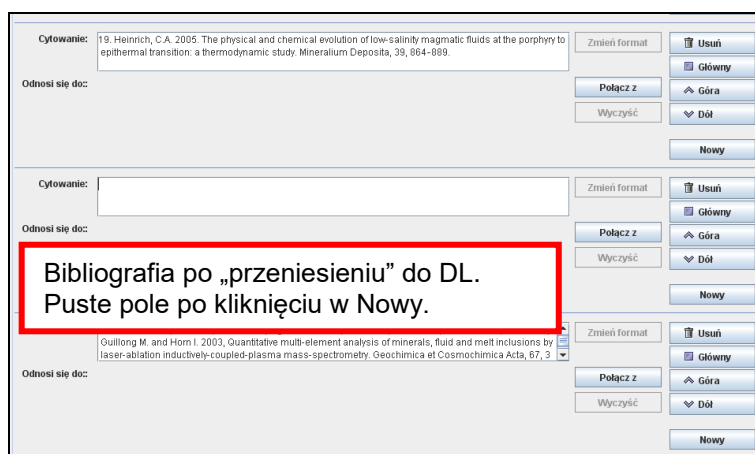 Cytowanie:
19. Heinrich, C.A. 2005. The physical and chemical evolution of low-salinity magmatic fluids at the porphyry to
epithermal transition: a thermodynamic study. Mineralium Deposita, 39, 864-889.
Zmień format
Usuń
Główny
Odnosi się do::
Połącz z
Góra
Wyczyść
Dół
Nowy
Cytowanie:
Zmień format
Usuń
Główny
Odnosi się do::
Połącz z
Góra
Wyczyść
Dół
Nowy
Bibliografia po „przeniesieniu” do DL.
Puste pole po kliknięciu w Nowy.
Guillong M. and Horn I. 2003, Quantitative multi-element analysis of minerals, fluid and melt inclusions by
laser-ablation inductively-coupled-plasma mass-spectrometry. Geochimica et Cosmochimica Acta, 67, 3
Zmień format
Usuń
Główny
Odnosi się do::
Połącz z
Góra
Wyczyść
Dół
Nowy